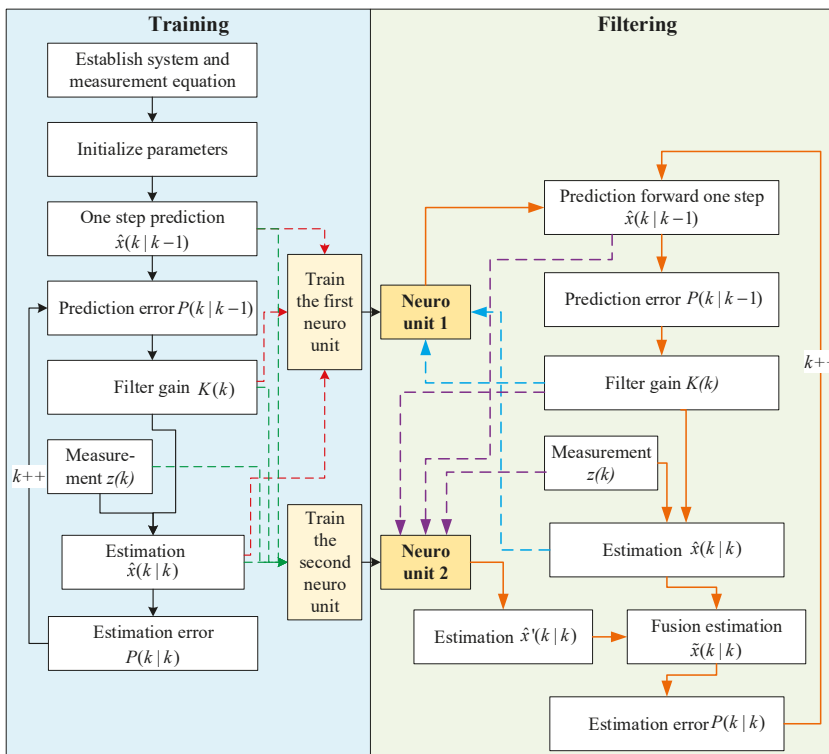 Training
Establish system and
measurement equation
Initialize parameters
One step prediction
x̂(k | k−1)
Prediction error P(k | k−1)
Filter gain K(k)
Measure-
ment z(k)
k++
Estimation
x̂(k | k)
Estimation error
P(k | k)
Train
the first
neuro
unit
Train
the
second
neuro
unit
Filtering
Neuro
unit 1
Neuro
unit 2
Prediction forward one step
x̂(k | k−1)
Prediction error P(k | k−1)
Filter gain K(k)
k++
Measurement
z(k)
Estimation x̂(k | k)
Estimation x̂'(k | k)
Fusion estimation
x̃(k | k)
Estimation error P(k | k)